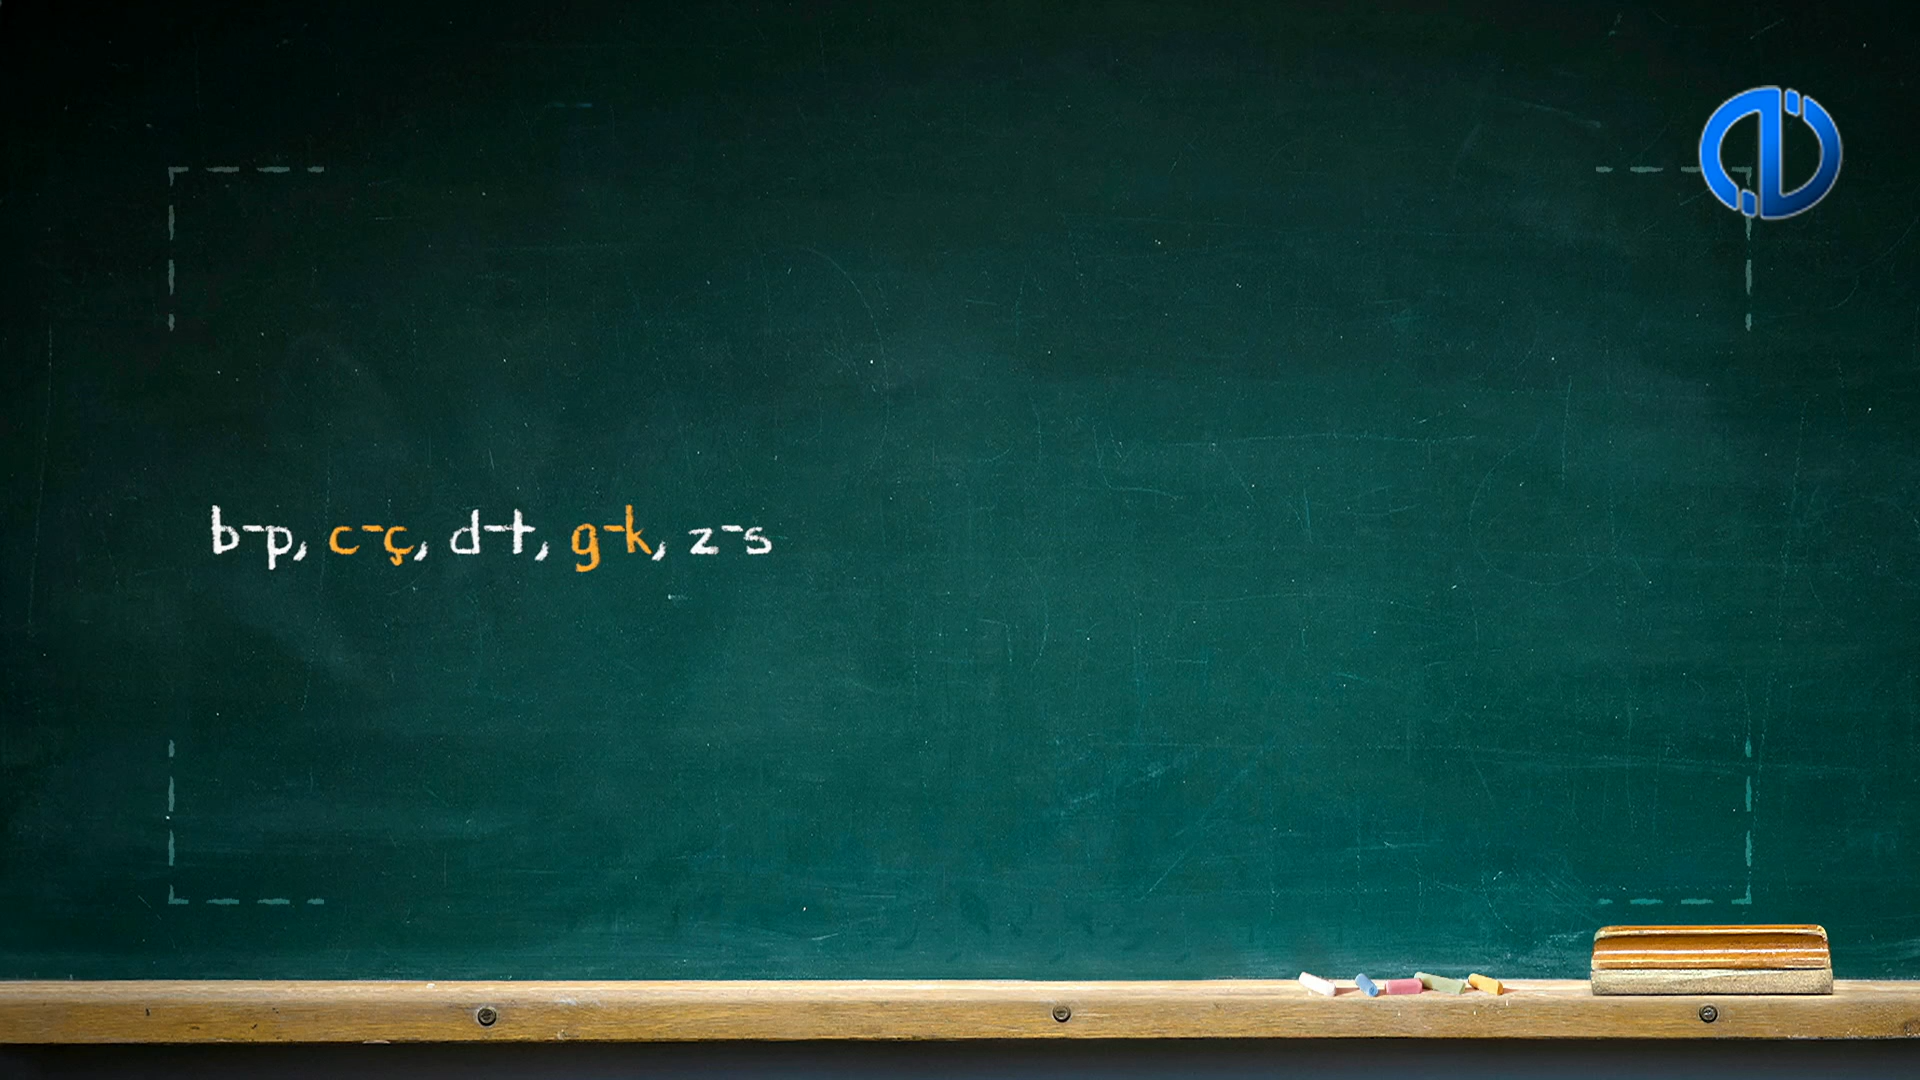 b-p, c-ç, d-t, g-k, z-s